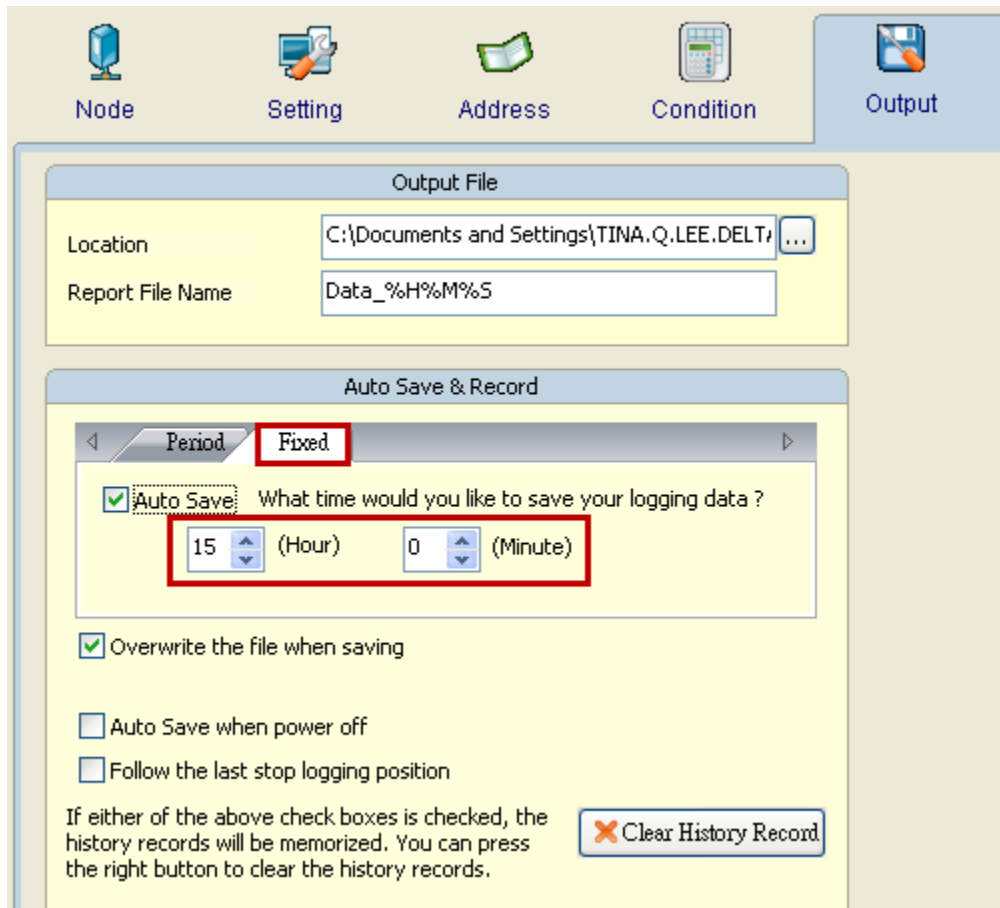 Node Setting Address Condition Output
Output File
Location C:\Documents and Settings\TINA.Q.LEE.DELTA ...
Report File Name Data_%H%M%S
Auto Save & Record
Period Fixed
Auto Save What time would you like to save your logging data ?
15 (Hour) 0 (Minute)
Overwrite the file when saving
Auto Save when power off
Follow the last stop logging position
If either of the above check boxes is checked, the
history records will be memorized. You can press
the right button to clear the history records.
Clear History Record